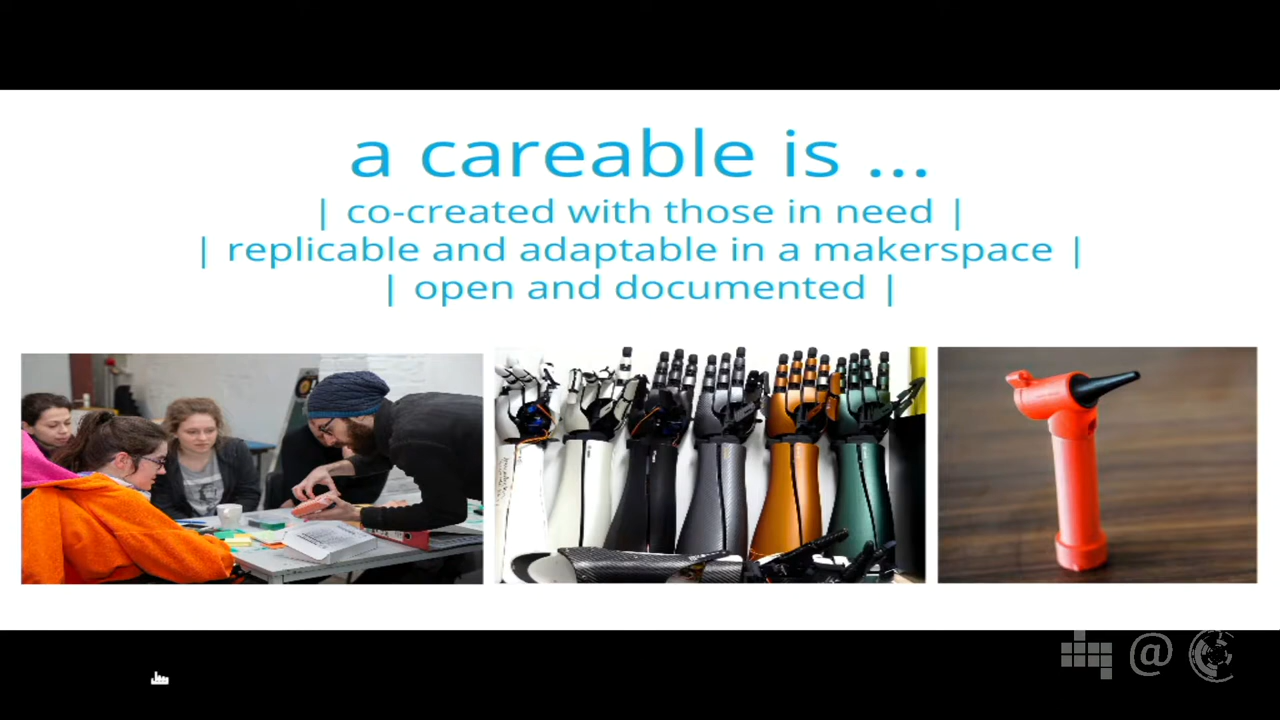 a careable is ...
| co-created with those in need |
| replicable and adaptable in a makerspace |
| open and documented |
@